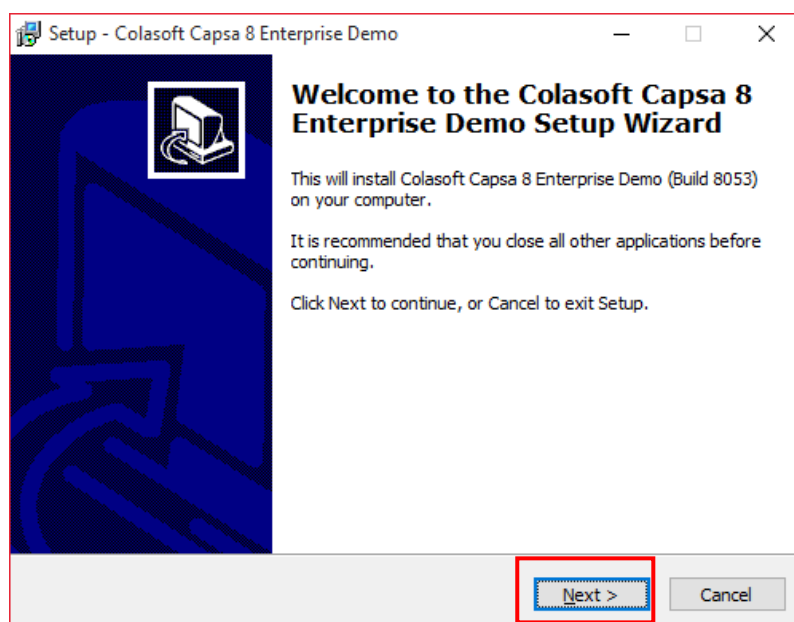 Setup - Colasoft Capsa 8 Enterprise Demo
Welcome to the Colasoft Capsa 8
Enterprise Demo Setup Wizard
This will install Colasoft Capsa 8 Enterprise Demo (Build 8053)
on your computer.
It is recommended that you close all other applications before
continuing.
Click Next to continue, or Cancel to exit Setup.
Next >
Cancel